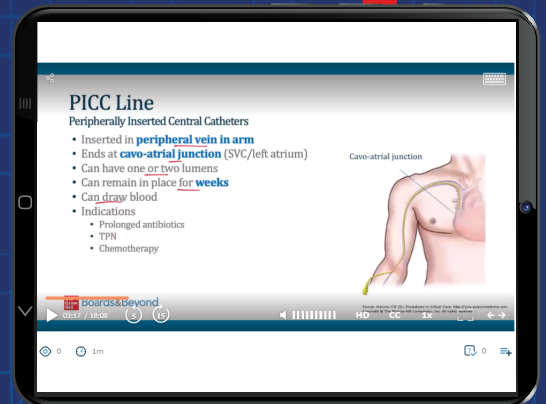 PICC Line
Peripherally Inserted Central Catheters
• Inserted in peripheral vein in arm
• Ends at cavo-atrial junction (SVC/left atrium)
• Can have one or two lumens
• Can remain in place for weeks
• Can draw blood
• Indications
• Prolonged antibiotics
• TPN
• Chemotherapy
Cavo-atrial junction
Boards&Beyond
03:17 / 18:08
5
15
HD
CC
1x
0
1m
0